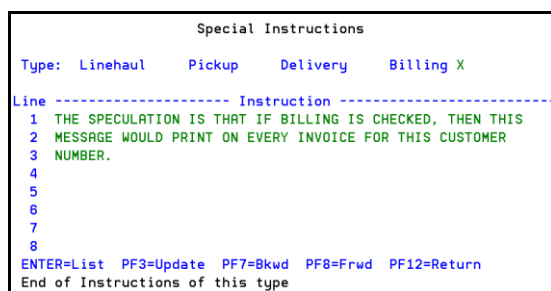 Special Instructions
Type: Linehaul Pickup Delivery Billing X
Line -------------------- Instruction ------------------------
1 THE SPECULATION IS THAT IF BILLING IS CHECKED, THEN THIS
2 MESSAGE WOULD PRINT ON EVERY INVOICE FOR THIS CUSTOMER
3 NUMBER.
4
5
6
7
8
ENTER=List PF3=Update PF7=Bkwd PF8=Frwd PF12=Return
End of Instructions of this type